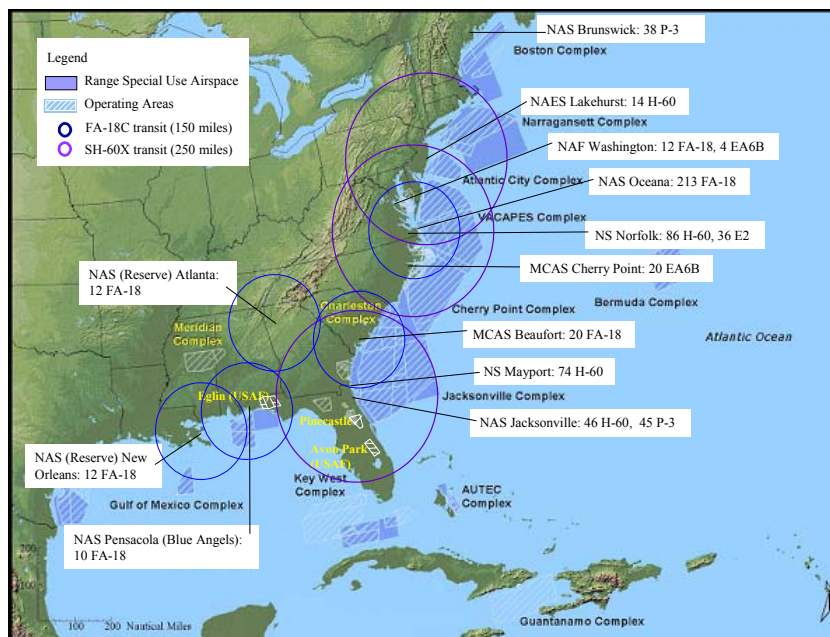 NAS Brunswick: 38 P-3
Boston Complex
Legend
Range Special Use Airspace
Operating Areas
FA-18C transit (150 miles)
SH-60X transit (250 miles)
NAES Lakehurst: 14 H-60
Narragansett Complex
NAF Washington: 12 FA-18, 4 EA6B
Atlantic City Complex
NAS Oceana: 213 FA-18
VACAPES Complex
NS Norfolk: 86 H-60, 36 E2
NAS (Reserve) Atlanta:
12 FA-18
MCAS Cherry Point: 20 EA6B
Bermuda Complex
Charleston
Complex
Cherry Point Complex
Meridian
Complex
MCAS Beaufort: 20 FA-18
Atlantic Ocean
NS Mayport: 74 H-60
Eglin (USAF)
Jacksonville Complex
Pinecastle
NAS Jacksonville: 46 H-60, 45 P-3
Avon Park
(USAF)
NAS (Reserve) New
Orleans: 12 FA-18
Key West
Complex
AUTEC
Complex
Gulf of Mexico Complex
NAS Pensacola (Blue Angels):
10 FA-18
200
100
100 200 Nautical Miles
Guantanamo Complex